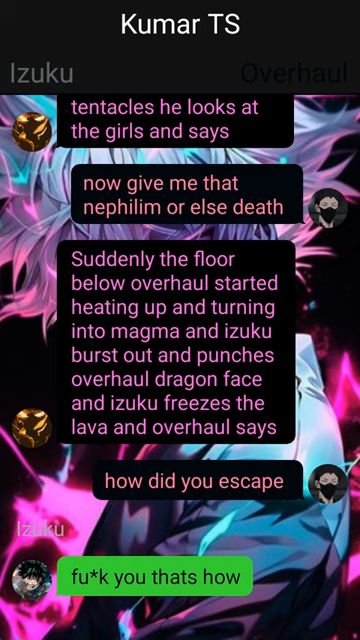 Kumar TS
Izuku
Overhaul
tentacles he looks at
the girls and says
now give me that
nephilim or else death
Suddenly the floor
below overhaul started
heating up and turning
into magma and izuku
burst out and punches
overhaul dragon face
and izuku freezes the
lava and overhaul says
how did you escape
Izuku
fu*k you thats how